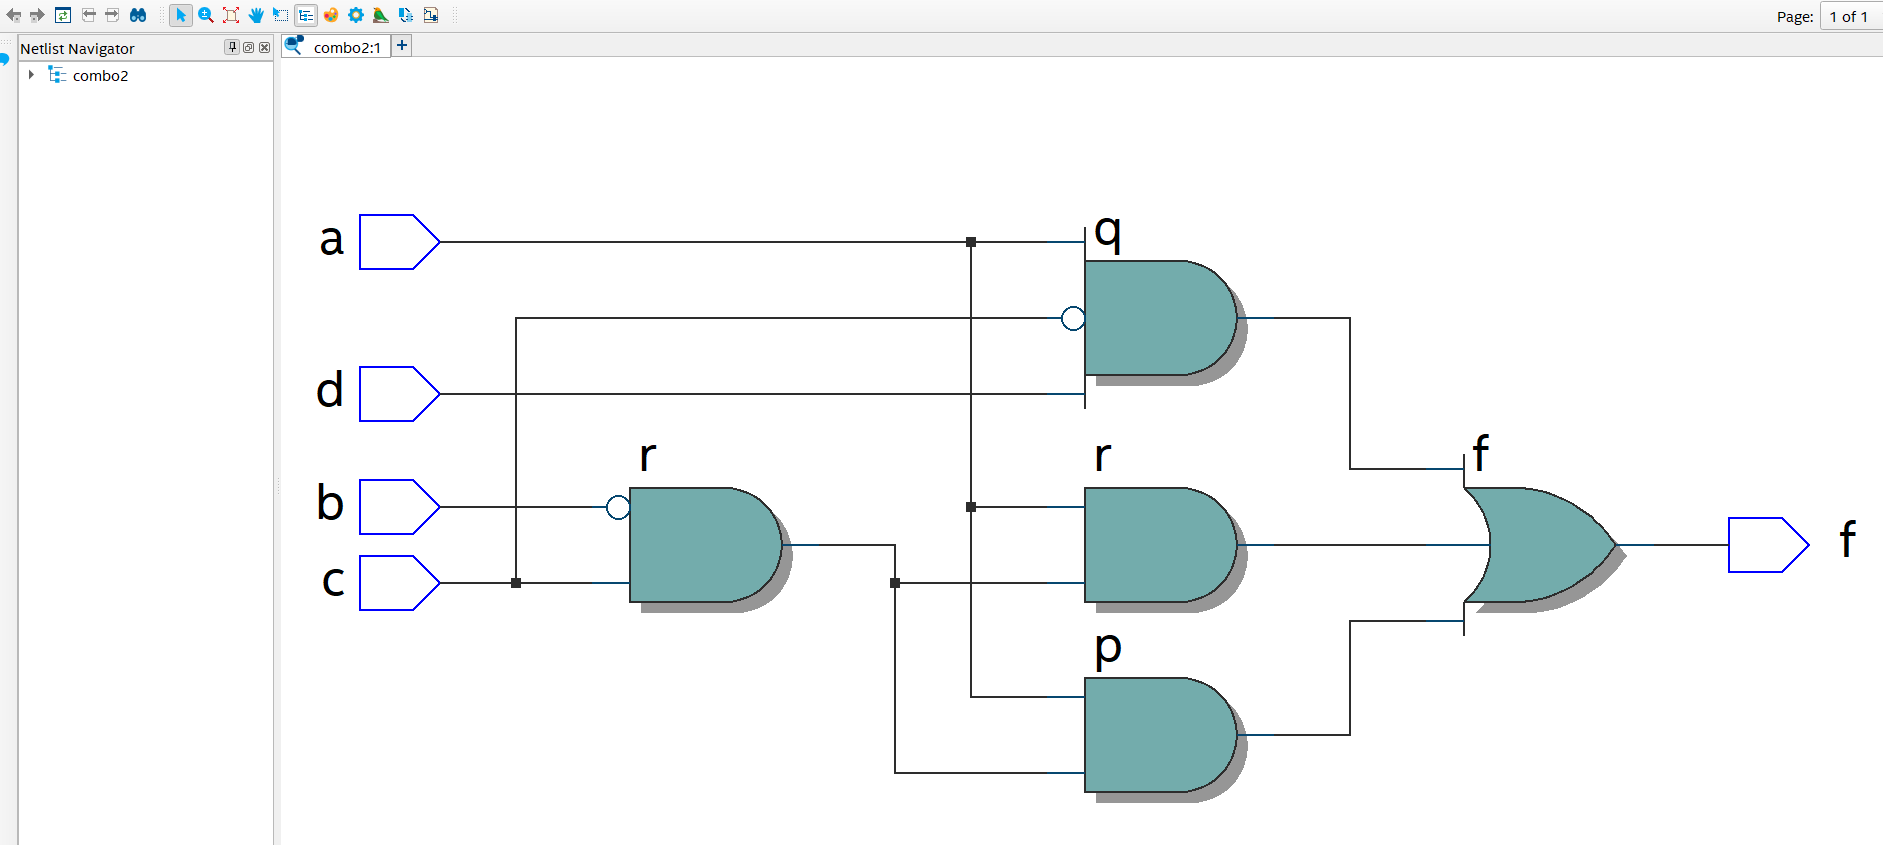 Page: 1 of 1
Netlist Navigator
combo2:1
combo2
a
q
d
r
r
f
b
f
c
p